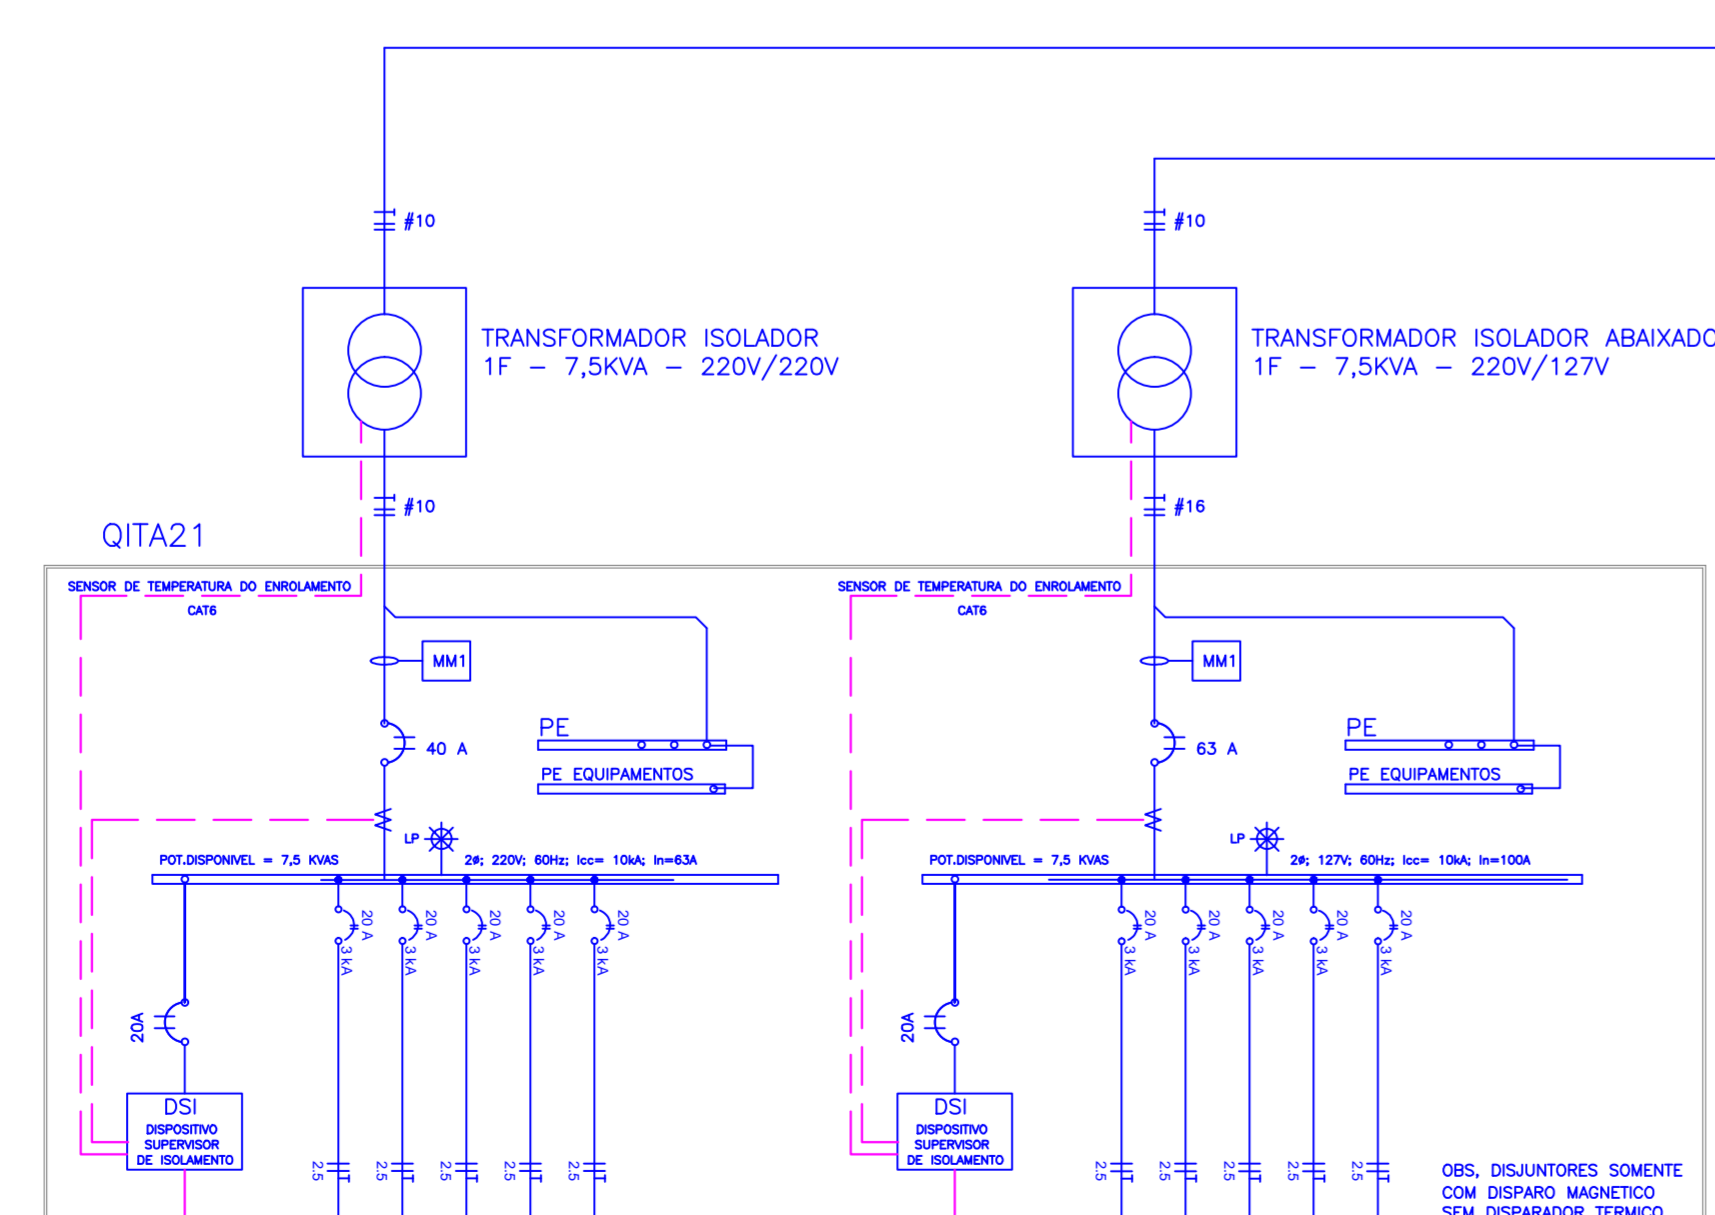 #10
#10
TRANSFORMADOR ISOLADOR
1F – 7,5KVA – 220V/220V
TRANSFORMADOR ISOLADOR ABAIXADO
1F – 7,5KVA – 220V/127V
#10
#16
QITA21
SENSOR DE TEMPERATURA DO ENROLAMENTO
CAT6
SENSOR DE TEMPERATURA DO ENROLAMENTO
CAT6
MM1
MM1
PE
40 A
PE EQUIPAMENTOS
PE
63 A
PE EQUIPAMENTOS
LP
LP
POT.DISPONIVEL = 7,5 KVAS
2ø; 220V; 60Hz; Icc= 10kA; In=63A
POT.DISPONIVEL = 7,5 KVAS
2ø; 127V; 60Hz; Icc= 10kA; In=100A
20 A
3 kA
20 A
3 kA
20 A
3 kA
20 A
3 kA
20 A
3 kA
20 A
3 kA
20 A
3 kA
20 A
3 kA
20 A
3 kA
20 A
3 kA
20A
20A
DSI
DISPOSITIVO
SUPERVISOR
DE ISOLAMENTO
DSI
DISPOSITIVO
SUPERVISOR
DE ISOLAMENTO
2.5
2.5
2.5
2.5
2.5
2.5
2.5
2.5
2.5
2.5
OBS, DISJUNTORES SOMENTE
COM DISPARO MAGNETICO
SEM DISPARADOR TERMICO